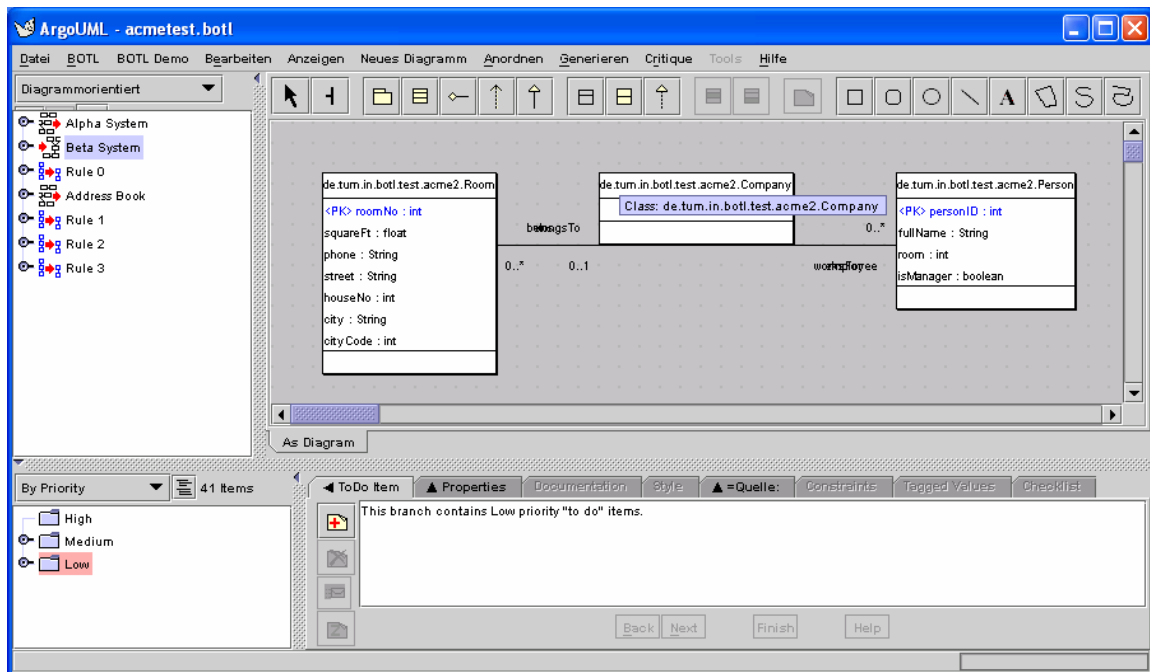 ArgoUML - acmetest.botl
Datei BOTL BOTL Demo Bearbeiten Anzeigen Neues Diagramm Anordnen Generieren Critique Tools Hilfe
Diagrammorientiert
A
Alpha System
Beta System
Rule 0
Address Book
Rule 1
Rule 2
Rule 3
de.tum.in.botl.test.acme2.Room
<PK> roomNo : int
squareFt : float
phone : String
street : String
houseNo : int
city : String
cityCode : int
0..*
0..1
de.tum.in.botl.test.acme2.Company
Class: de.tum.in.botl.test.acme2.Company
0..*
de.tum.in.botl.test.acme2.Person
<PK> personID : int
fullName : String
room : int
isManager : boolean
As Diagram
By Priority
41 Items
High
Medium
Low
ToDo Item Properties Documentation Style =Quelle: Constraints Tagged Values Checklist
This branch contains Low priority "to do" items.
Back Next Finish Help